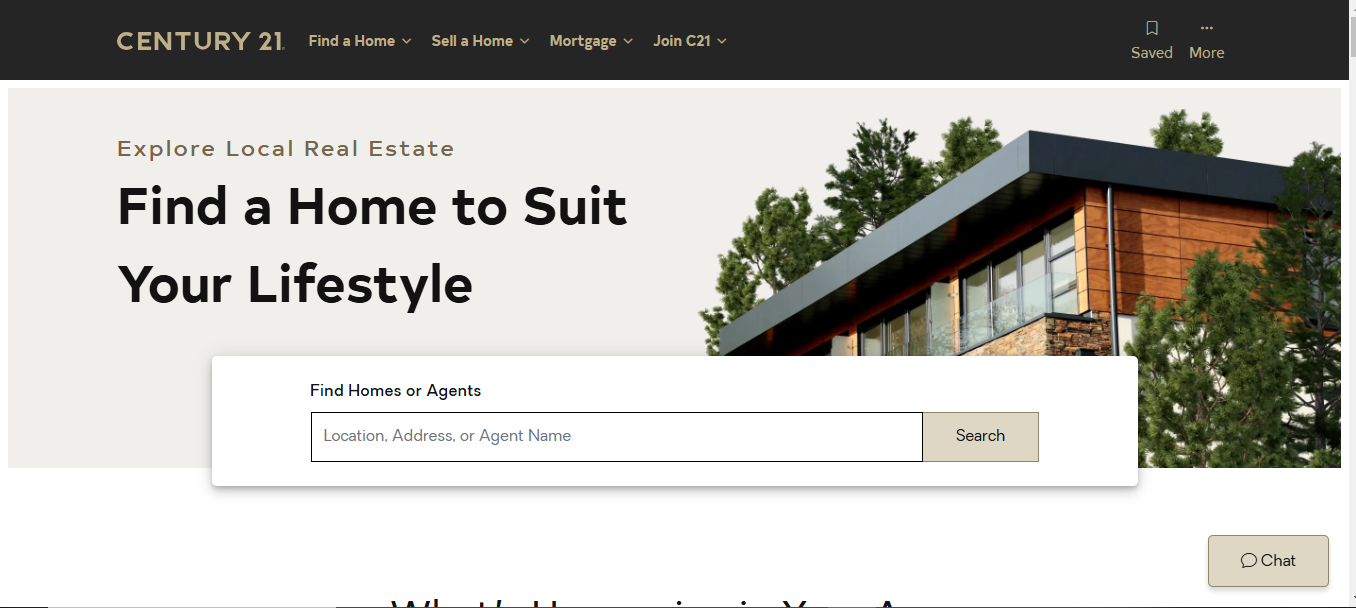 CENTURY 21
Find a Home
Sell a Home
Mortgage
Join C21
Saved
More
Explore Local Real Estate
Find a Home to Suit
Your Lifestyle
Find Homes or Agents
Location, Address, or Agent Name
Search
Chat